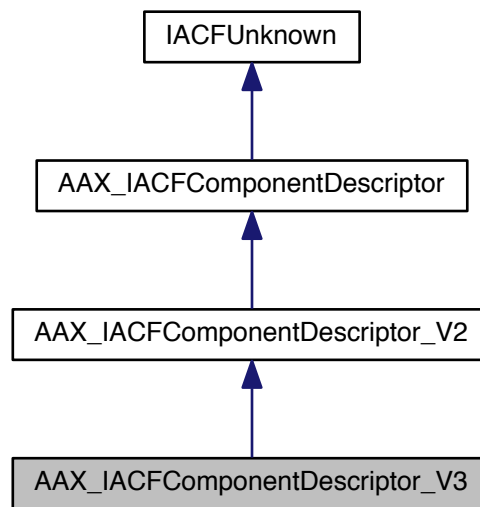 IACFUnknown
AAX_IACFComponentDescriptor
AAX_IACFComponentDescriptor_V2
AAX_IACFComponentDescriptor_V3